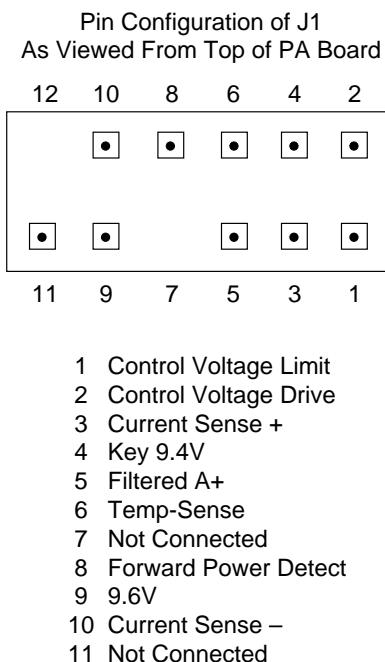 Pin Configuration of J1
As Viewed From Top of PA Board
12 10 8 6 4 2
11 9 7 5 3 1
1 Control Voltage Limit
2 Control Voltage Drive
3 Current Sense +
4 Key 9.4V
5 Filtered A+
6 Temp-Sense
7 Not Connected
8 Forward Power Detect
9 9.6V
10 Current Sense –
11 Not Connected